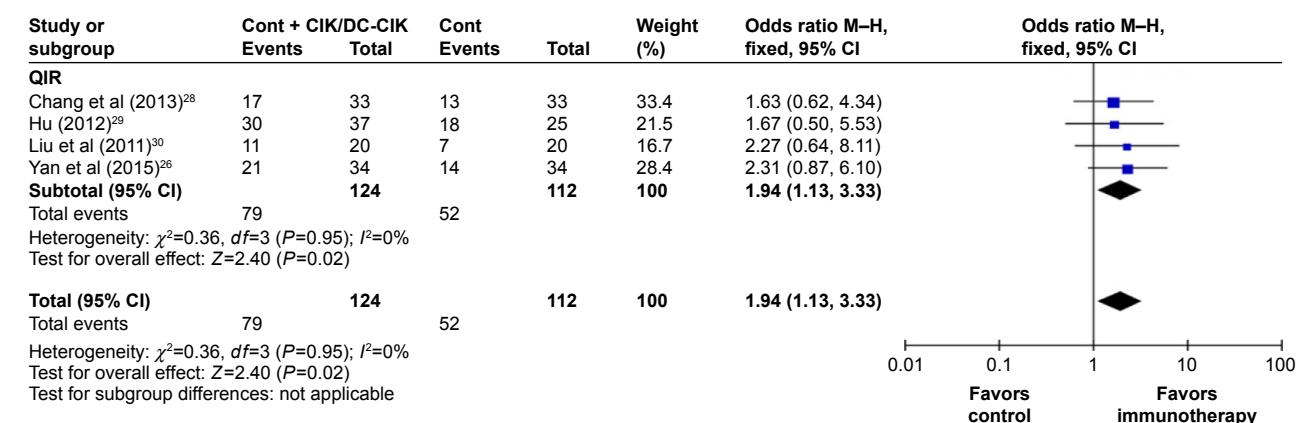 Study or Cont + CIK/DC-CIK Cont Weight Odds ratio M–H, Odds ratio M–H,
subgroup Events Total Events Total (%) fixed, 95% CI fixed, 95% CI
QIR
Chang et al (2013)²⁸ 17 33 13 33 33.4 1.63 (0.62, 4.34)
Hu (2012)²⁹ 30 37 18 25 21.5 1.67 (0.50, 5.53)
Liu et al (2011)³⁰ 11 20 7 20 16.7 2.27 (0.64, 8.11)
Yan et al (2015)²⁶ 21 34 14 34 28.4 2.31 (0.87, 6.10)
Subtotal (95% CI) 124 112 100 1.94 (1.13, 3.33)
Total events 79 52
Heterogeneity: χ²=0.36, df=3 (P=0.95); I²=0%
Test for overall effect: Z=2.40 (P=0.02)
Total (95% CI) 124 112 100 1.94 (1.13, 3.33)
Total events 79 52
Heterogeneity: χ²=0.36, df=3 (P=0.95); I²=0%
Test for overall effect: Z=2.40 (P=0.02)
Test for subgroup differences: not applicable
0.01 0.1 1 10 100
Favors Favors
control immunotherapy